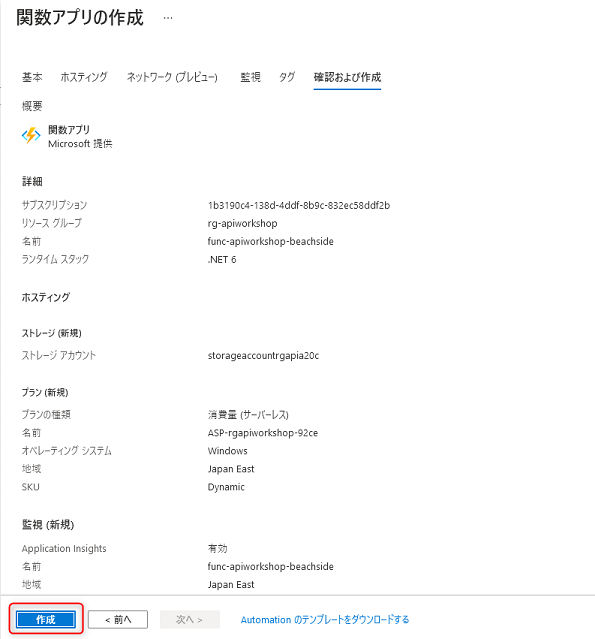 関数アプリの作成 …
基本 ホスティング ネットワーク (プレビュー) 監視 タグ 確認および作成
概要
関数アプリ
Microsoft 提供
詳細
サブスクリプション 1b3190c4-138d-4ddf-8b9c-832ec58ddf2b
リソース グループ rg-apiworkshop
名前 func-apiworkshop-beachside
ランタイム スタック .NET 6
ホスティング
ストレージ (新規)
ストレージ アカウント storageaccountrgapia20c
プラン (新規)
プランの種類 消費量 (サーバーレス)
名前 ASP-rgapiworkshop-92ce
オペレーティング システム Windows
地域 Japan East
SKU Dynamic
監視 (新規)
Application Insights 有効
名前 func-apiworkshop-beachside
地域 Japan East
作成 < 前へ 次へ > Automation のテンプレートをダウンロードする